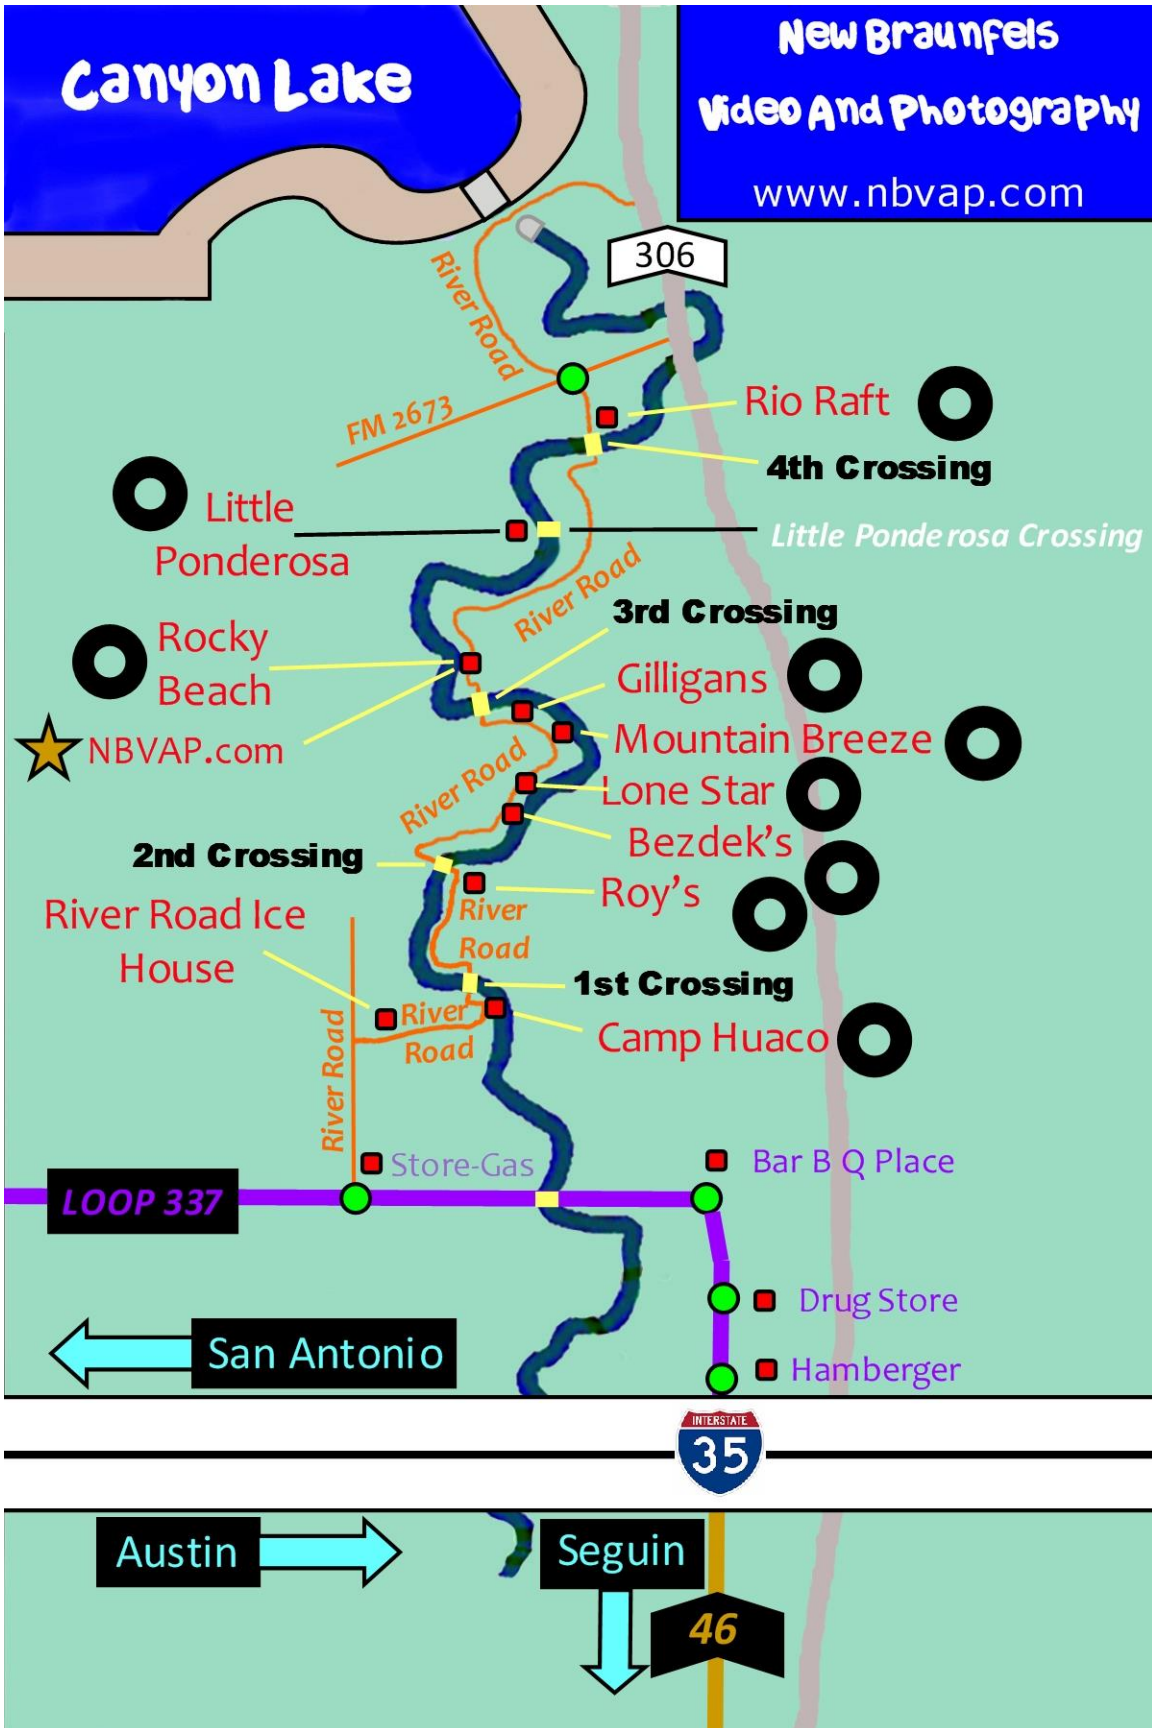 Canyon Lake
New Braunfels
Video And Photography
www.nbvap.com
306
River Road
FM 2673
Rio Raft
4th Crossing
Little
Ponderosa
Little Ponderosa Crossing
River Road
3rd Crossing
Rocky
Beach
Gilligans
NBVAP.com
Mountain Breeze
River Road
Lone Star
Bezdek's
2nd Crossing
Roy's
River
Road
River Road Ice
House
1st Crossing
River
Road
Camp Huaco
River Road
Store-Gas
Bar B Q Place
LOOP 337
Drug Store
San Antonio
Hamberger
INTERSTATE
35
Austin
Seguin
46